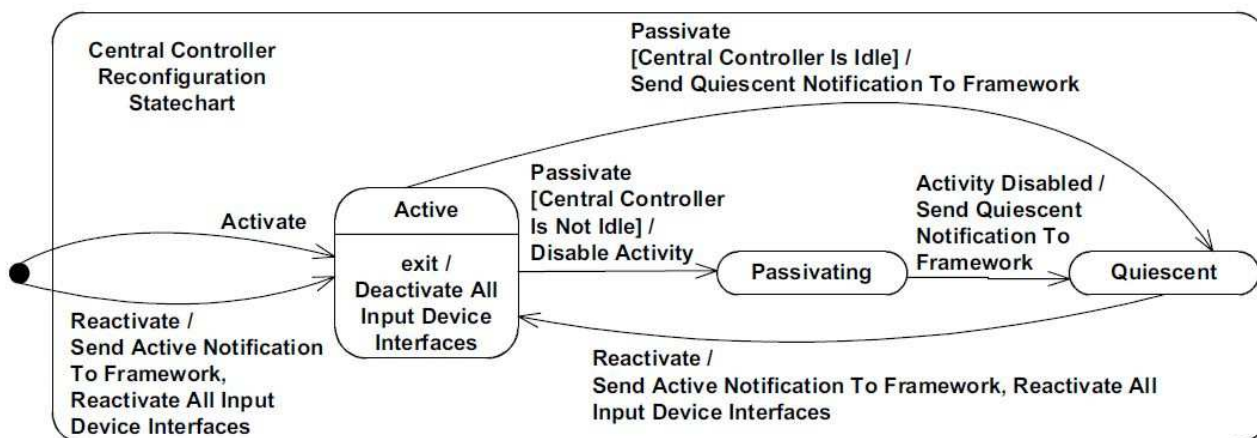 Central Controller
Reconfiguration
Statechart
Passivate
[Central Controller Is Idle] /
Send Quiescent Notification To Framework
Activate
Active
exit /
Deactivate All
Input Device
Interfaces
Passivate
[Central Controller
Is Not Idle] /
Disable Activity
Passivating
Activity Disabled /
Send Quiescent
Notification To
Framework
Quiescent
Reactivate /
Send Active Notification
To Framework,
Reactivate All Input
Device Interfaces
Reactivate /
Send Active Notification To Framework, Reactivate All
Input Device Interfaces